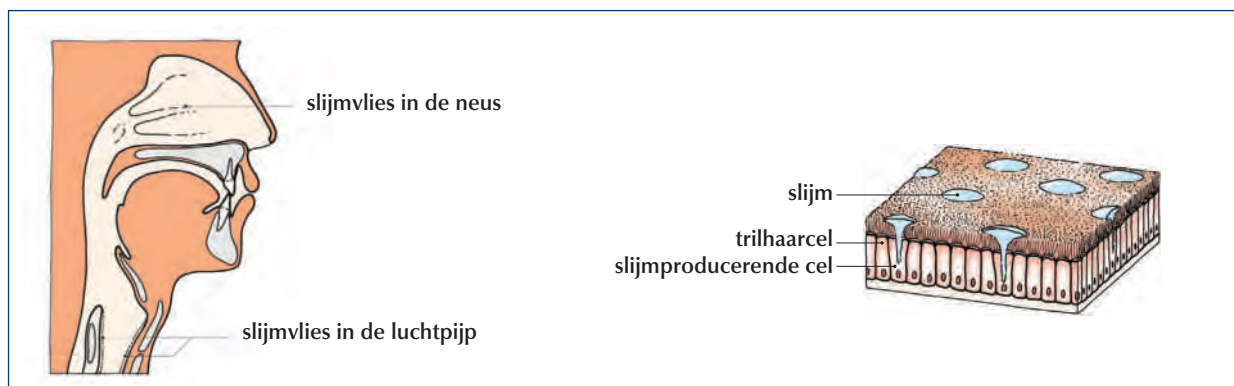 slijmvlies in de neus
slijmvlies in de luchtpijp
slijm
trilhaarcel
slijmproducerende cel